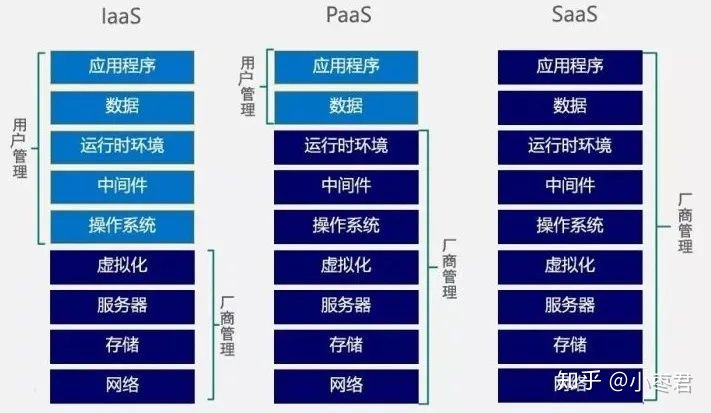 IaaS
PaaS
SaaS
用户管理
应用程序
数据
运行时环境
中间件
操作系统
虚拟化
服务器
存储
网络
厂商管理
用户管理
应用程序
数据
运行时环境
中间件
操作系统
虚拟化
服务器
存储
网络
厂商管理
应用程序
数据
运行时环境
中间件
操作系统
虚拟化
服务器
存储
网络
厂商管理
知乎 @小枣君